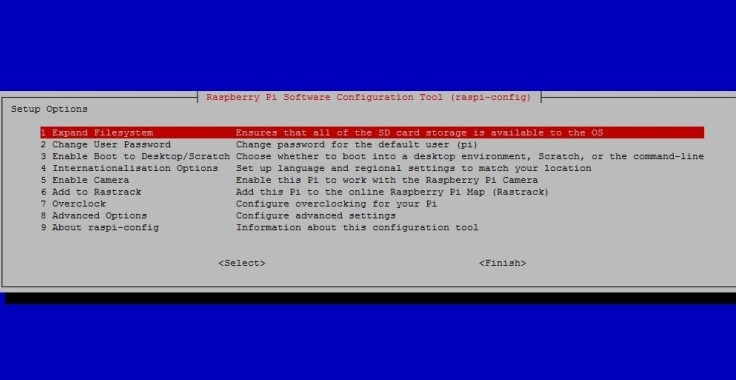 Raspberry Pi Software Configuration Tool (raspi-config)
Setup Options
1 Expand Filesystem Ensures that all of the SD card storage is available to the OS
2 Change User Password Change password for the default user (pi)
3 Enable Boot to Desktop/Scratch Choose whether to boot into a desktop environment, Scratch, or the command-line
4 Internationalisation Options Set up language and regional settings to match your location
5 Enable Camera Enable this Pi to work with the Raspberry Pi Camera
6 Add to Rastrack Add this Pi to the online Raspberry Pi Map (Rastrack)
7 Overclock Configure overclocking for your Pi
8 Advanced Options Configure advanced settings
9 About raspi-config Information about this configuration tool
<Select> <Finish>